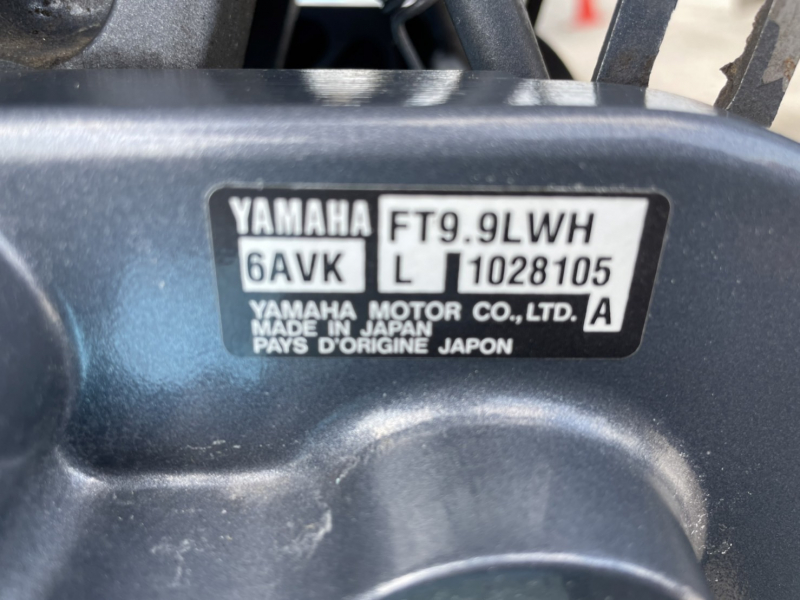 YAMAHA FT9.9LWH
6AVK L 1028105
YAMAHA MOTOR CO., LTD. A
MADE IN JAPAN
PAYS D'ORIGINE JAPON